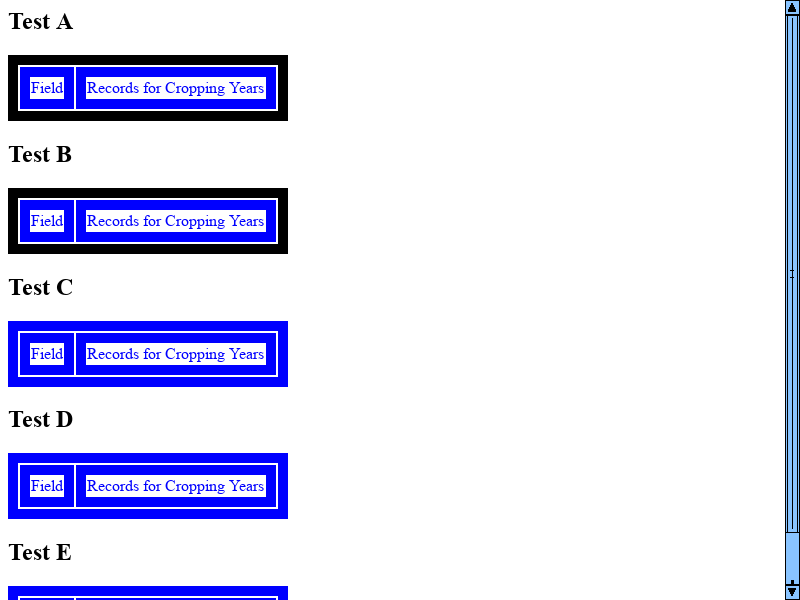 Test A
Field Records for Cropping Years
Test B
Field Records for Cropping Years
Test C
Field Records for Cropping Years
Test D
Field Records for Cropping Years
Test E